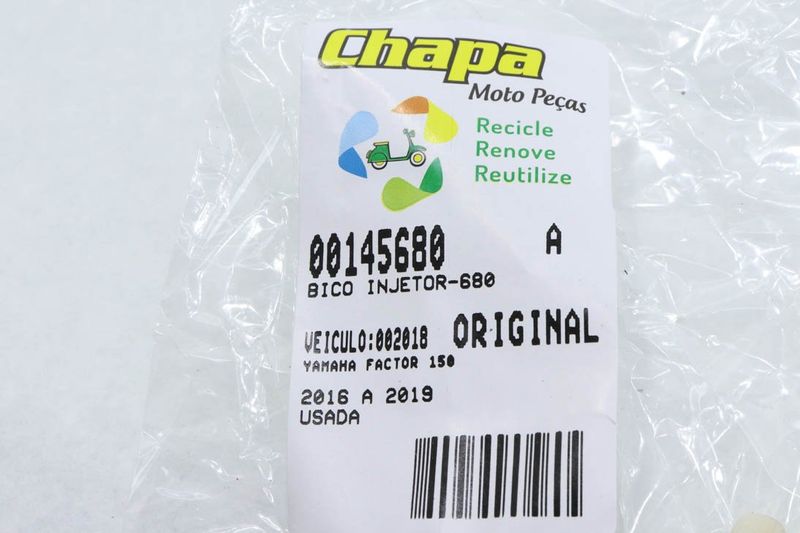 Chapa
Moto Peças
Recicle
Renove
Reutilize
00145680 A
BICO INJETOR-680
VEICULO:002018 ORIGINAL
YAMAHA FACTOR 150
2016 A 2019
USADA